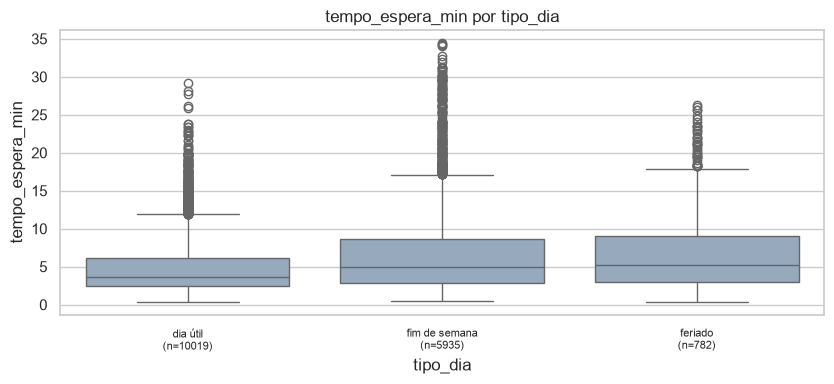 tempo_espera_min por tipo_dia
35
30
25
20
15
10
5
0
tempo_espera_min
dia útil
(n=10019)
fim de semana
(n=5935)
feriado
(n=782)
tipo_dia